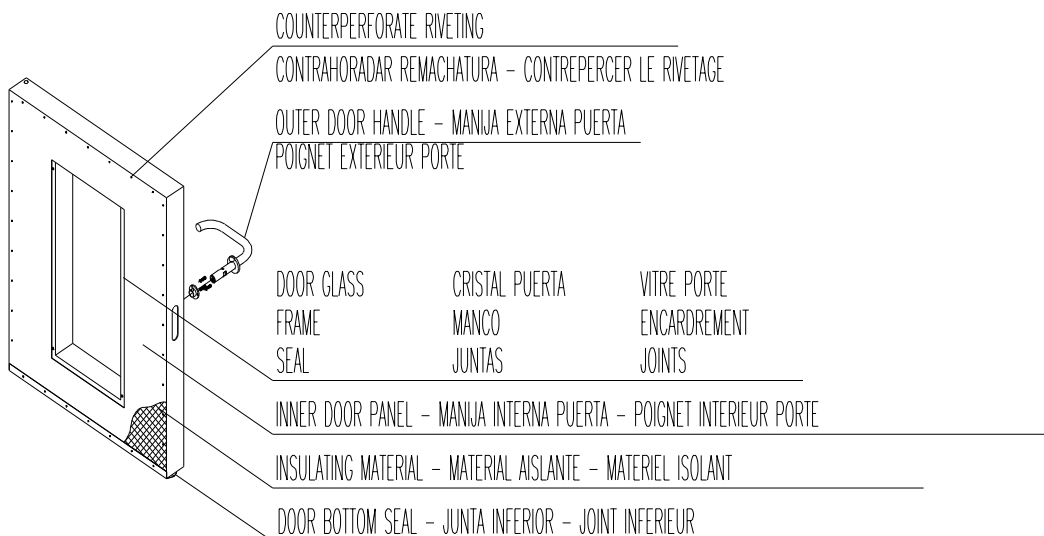 COUNTERPERFORATE RIVETING
CONTRAHORADAR REMACHATURA - CONTREPERCER LE RIVETAGE
OUTER DOOR HANDLE - MANIJA EXTERNA PUERTA
POIGNET EXTERIEUR PORTE
DOOR GLASS CRISTAL PUERTA VITRE PORTE
FRAME MANCO ENCARDREMENT
SEAL JUNTAS JOINTS
INNER DOOR PANEL - MANIJA INTERNA PUERTA - POIGNET INTERIEUR PORTE
INSULATING MATERIAL - MATERIAL AISLANTE - MATERIEL ISOLANT
DOOR BOTTOM SEAL - JUNTA INFERIOR - JOINT INFERIEUR